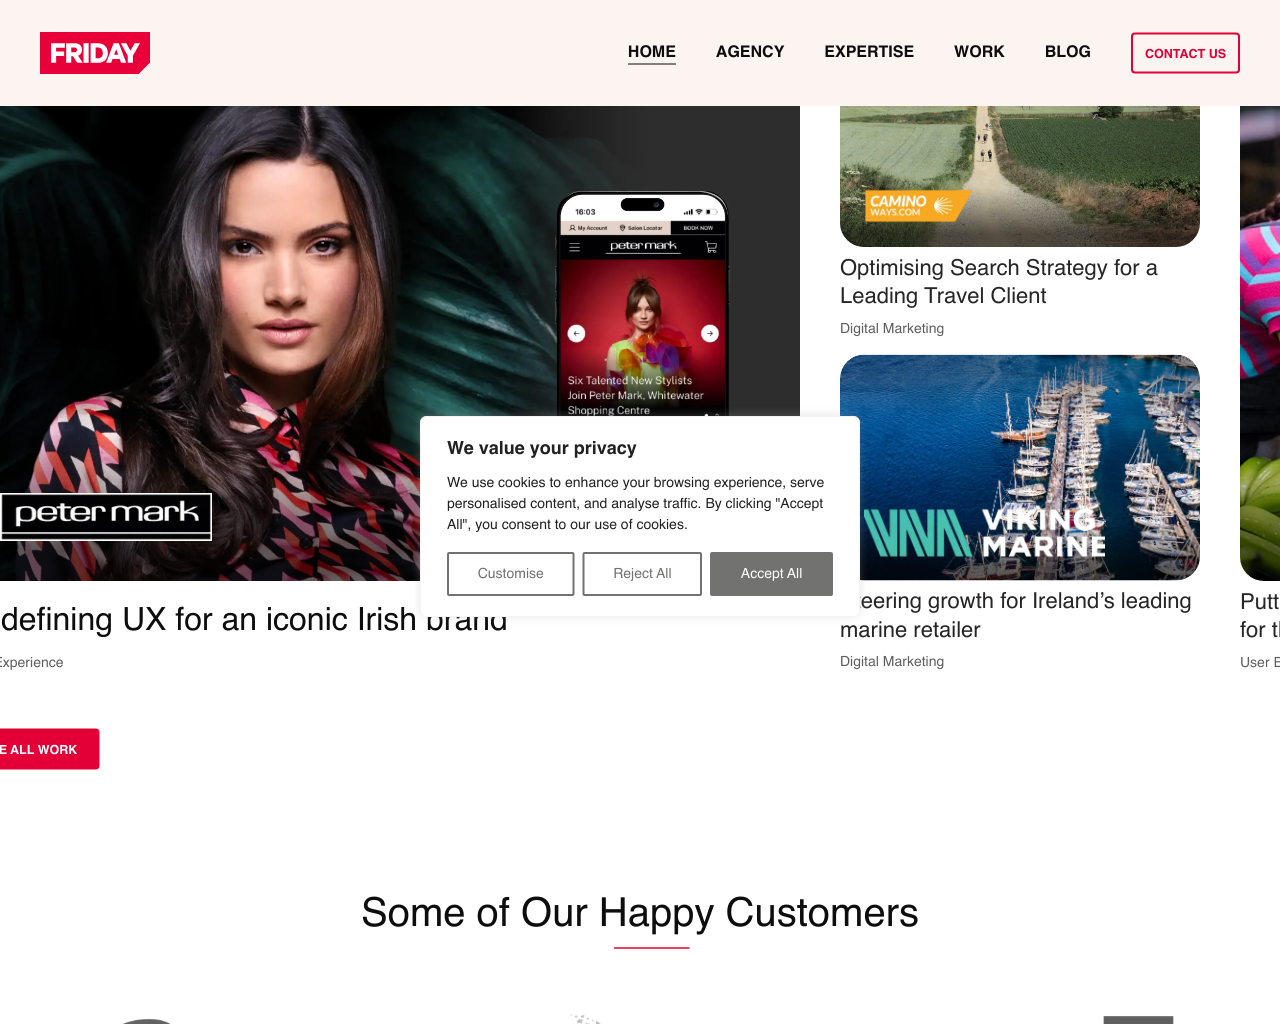 FRIDAY
HOME
AGENCY
EXPERTISE
WORK
BLOG
CONTACT US
16:03
My Account
Salon Locator
BOOK NOW
peter mark
Six Talented New Stylists
Join Peter Mark, Whitewater
Shopping Centre
peter mark
defining UX for an iconic Irish brand
Experience
E ALL WORK
CAMINO
WAYS.COM
Optimising Search Strategy for a
Leading Travel Client
Digital Marketing
VIKING
MARINE
eering growth for Ireland’s leading
marine retailer
Digital Marketing
Putt
for t
User E
We value your privacy
We use cookies to enhance your browsing experience, serve
personalised content, and analyse traffic. By clicking "Accept
All", you consent to our use of cookies.
Customise
Reject All
Accept All
Some of Our Happy Customers